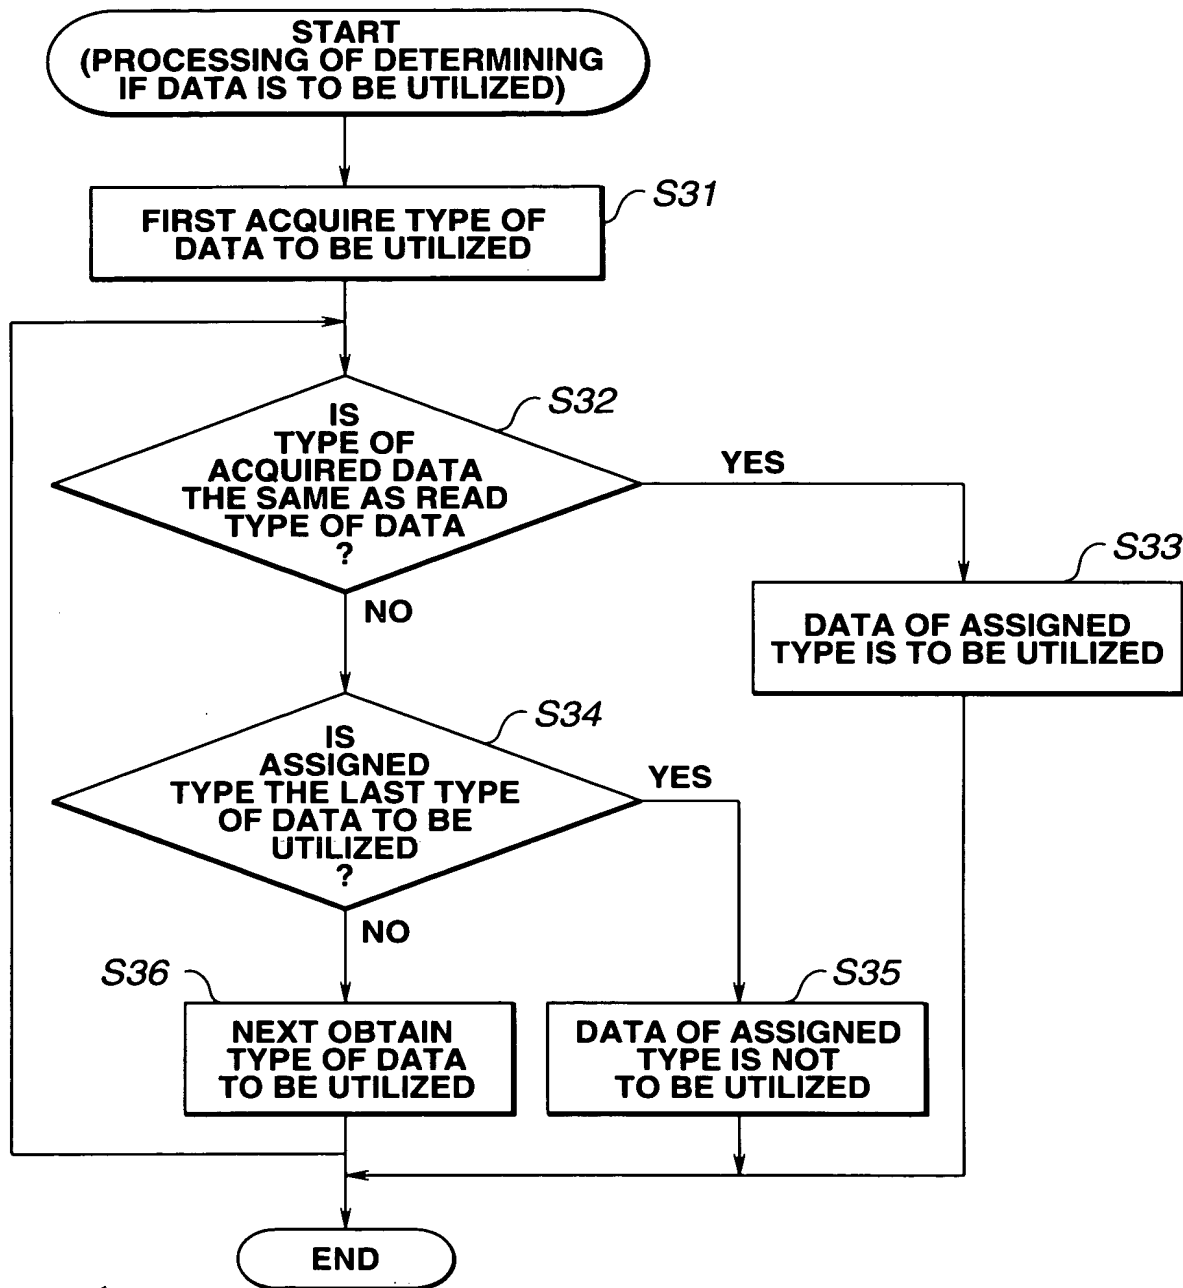 START
(PROCESSING OF DETERMINING
IF DATA IS TO BE UTILIZED)
S31
FIRST ACQUIRE TYPE OF
DATA TO BE UTILIZED
S32
IS
TYPE OF
ACQUIRED DATA
THE SAME AS READ
TYPE OF DATA
?
YES
NO
S33
DATA OF ASSIGNED
TYPE IS TO BE UTILIZED
S34
IS
ASSIGNED
TYPE THE LAST TYPE
OF DATA TO BE
UTILIZED
?
YES
NO
S36
NEXT OBTAIN
TYPE OF DATA
TO BE UTILIZED
S35
DATA OF ASSIGNED
TYPE IS NOT
TO BE UTILIZED
END